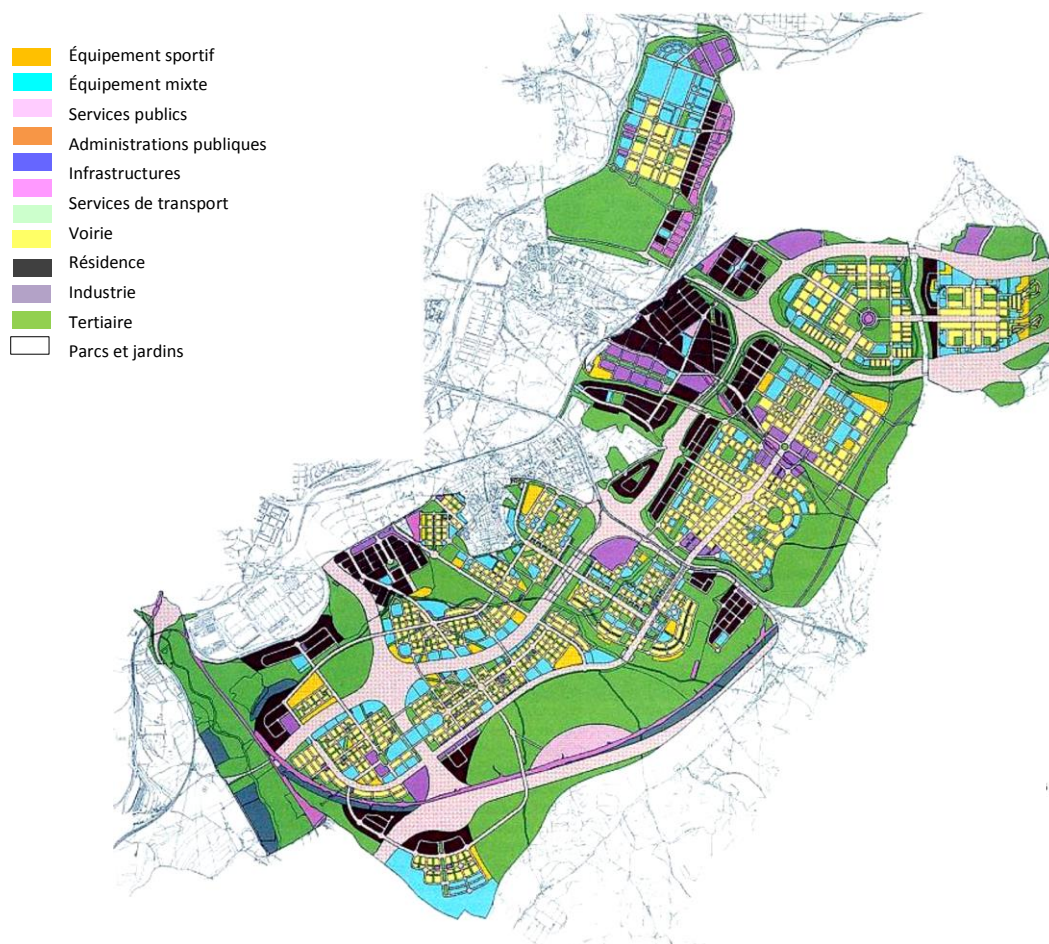 Équipement sportif
Équipement mixte
Services publics
Administrations publiques
Infrastructures
Services de transport
Voirie
Résidence
Industrie
Tertiaire
Parcs et jardins